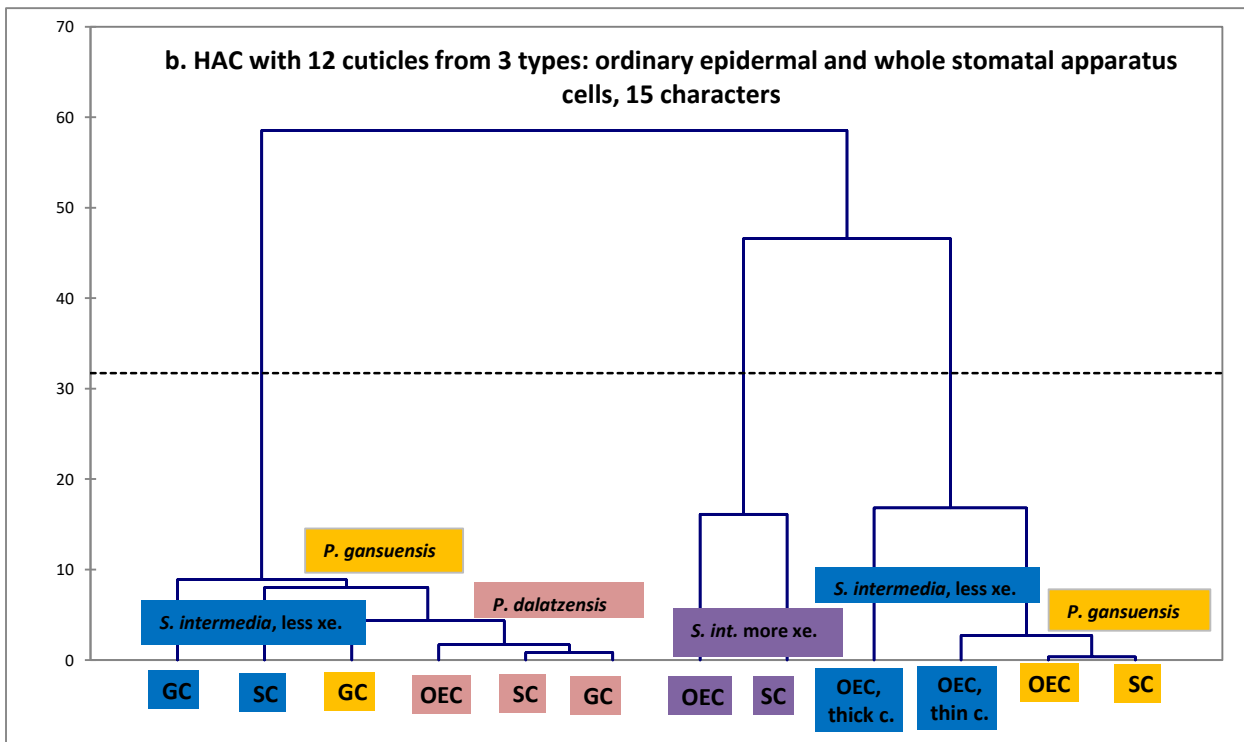 70
60
50
40
30
20
10
0
b. HAC with 12 cuticles from 3 types: ordinary epidermal and whole stomatal apparatus
cells, 15 characters
P. gansuensis
P. dalatzensis
S. intermedia, less xe.
S. int. more xe.
S. intermedia, less xe.
P. gansuensis
GC
SC
GC
OEC
SC
GC
OEC
SC
OEC,
thick c.
OEC,
thin c.
OEC
SC